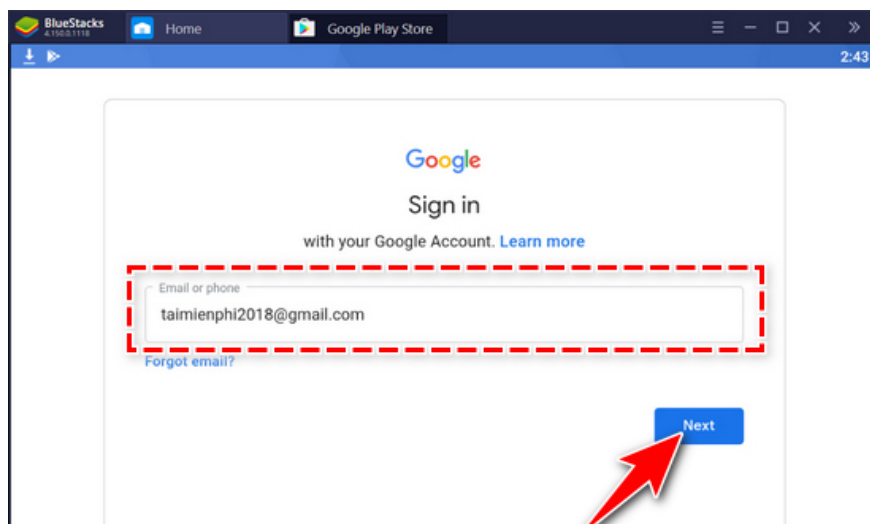 BlueStacks
4.150.0.1118
Home
Google Play Store
2:43
Google
Sign in
with your Google Account. Learn more
Email or phone
taimienphi2018@gmail.com
Forgot email?
Next